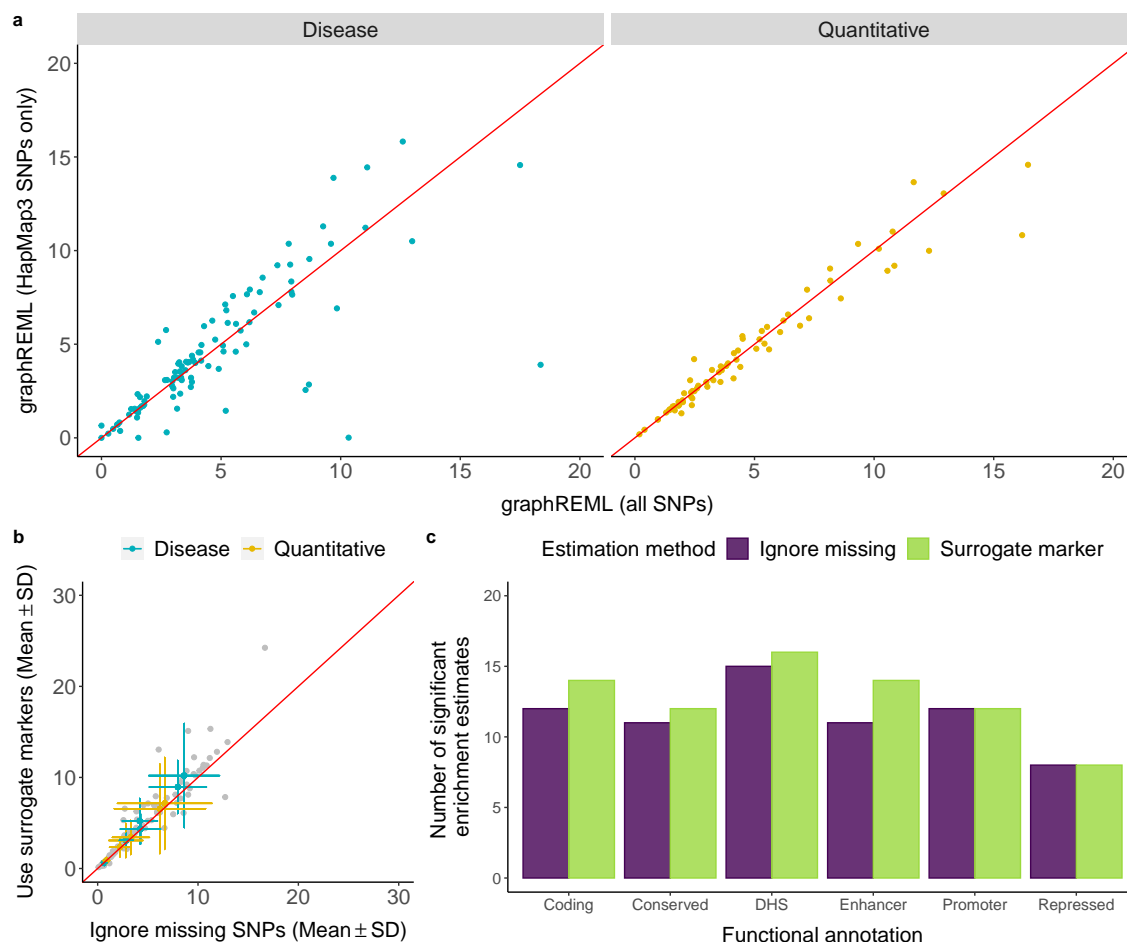 a
Disease
Quantitative
graphREML (HapMap3 SNPs only)
20
15
10
5
0
0 5 10 15 20
0 5 10 15 20
graphREML (all SNPs)
b
Disease Quantitative
Use surrogate markers (Mean ± SD)
30
20
10
0
0 10 20 30
Ignore missing SNPs (Mean ± SD)
c
Estimation method Ignore missing Surrogate marker
Number of significant
enrichment estimates
20
15
10
5
0
Coding Conserved DHS Enhancer Promoter Repressed
Functional annotation